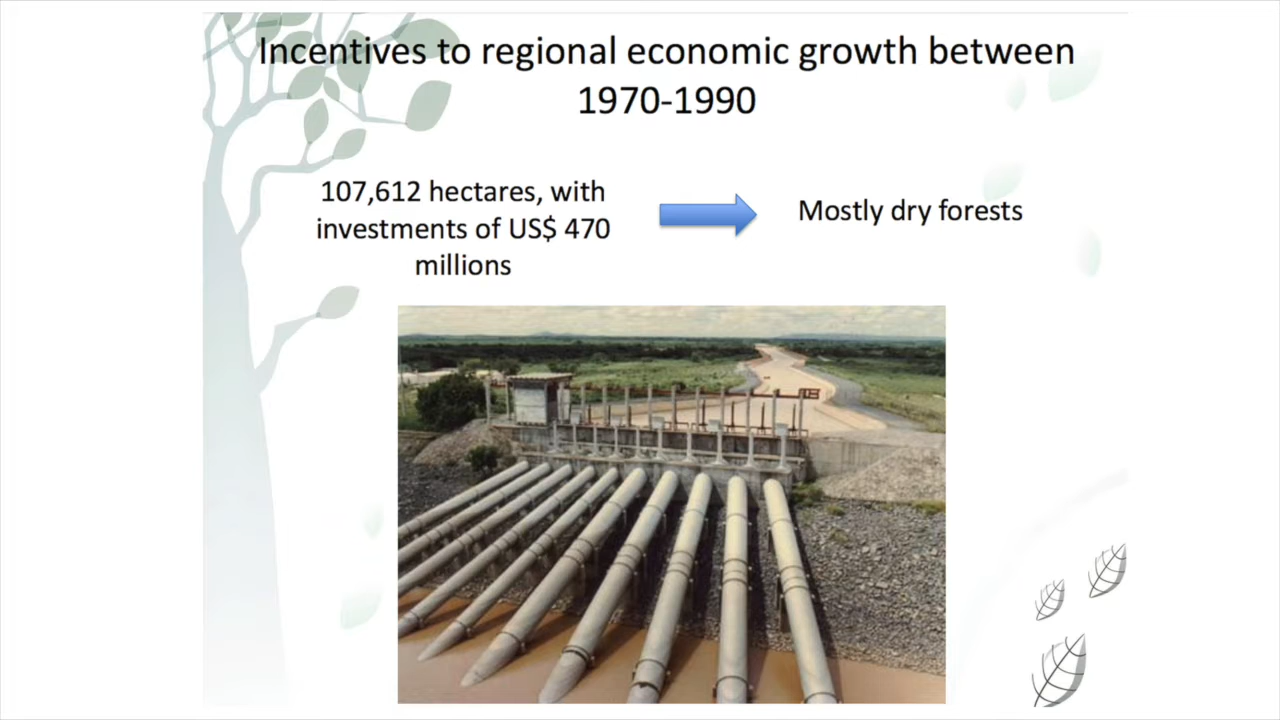 Incentives to regional economic growth between
1970-1990
107,612 hectares, with
investments of US$ 470
millions
Mostly dry forests